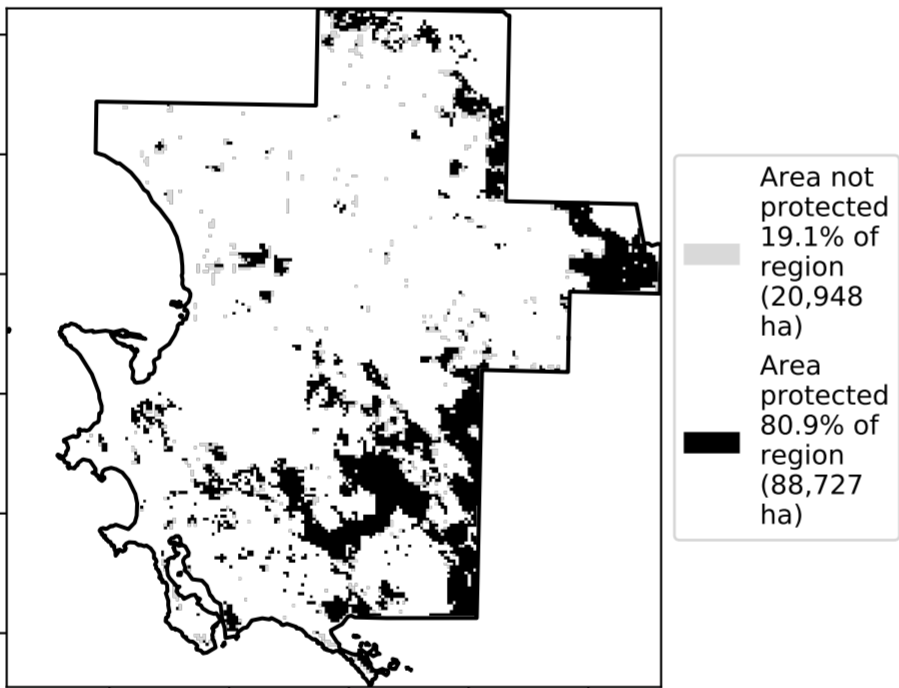 Area not
protected
19.1% of
region
(20,948
ha)
Area
protected
80.9% of
region
(88,727
ha)